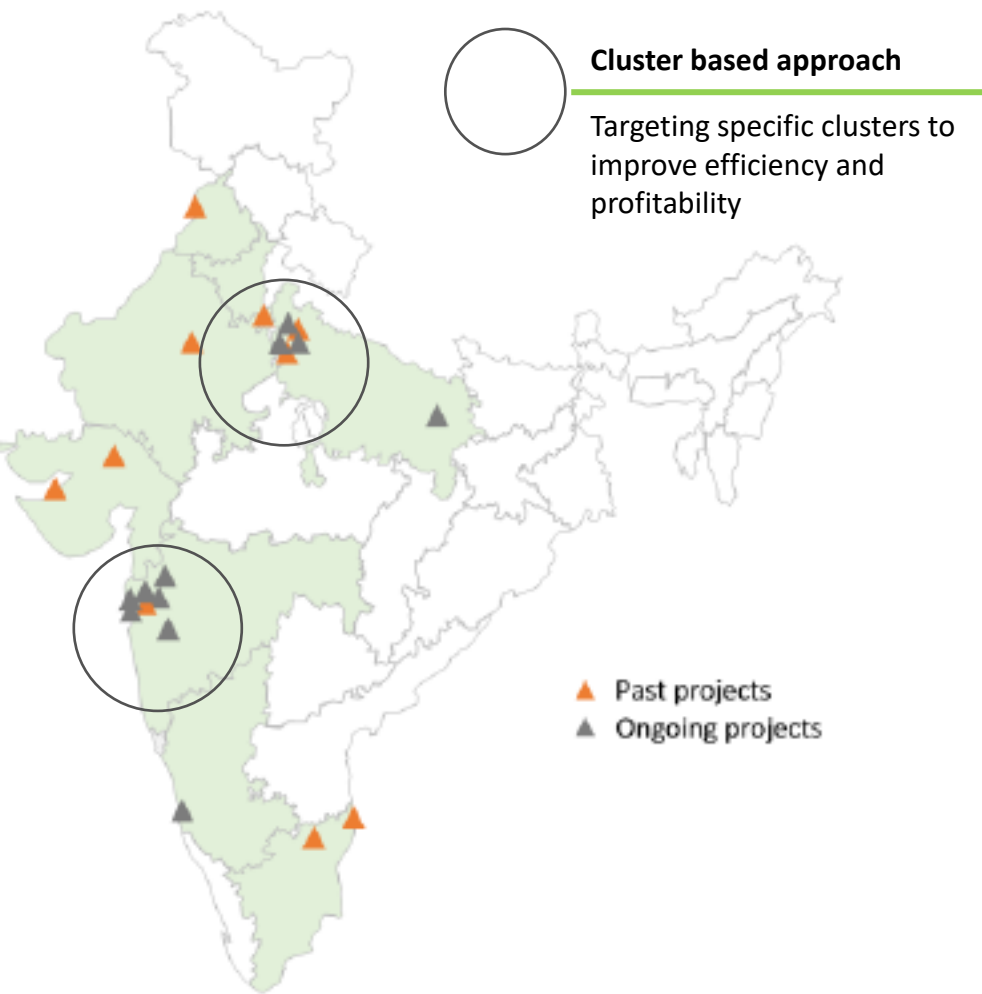 Cluster based approach
Targeting specific clusters to
improve efficiency and
profitability
Past projects
Ongoing projects